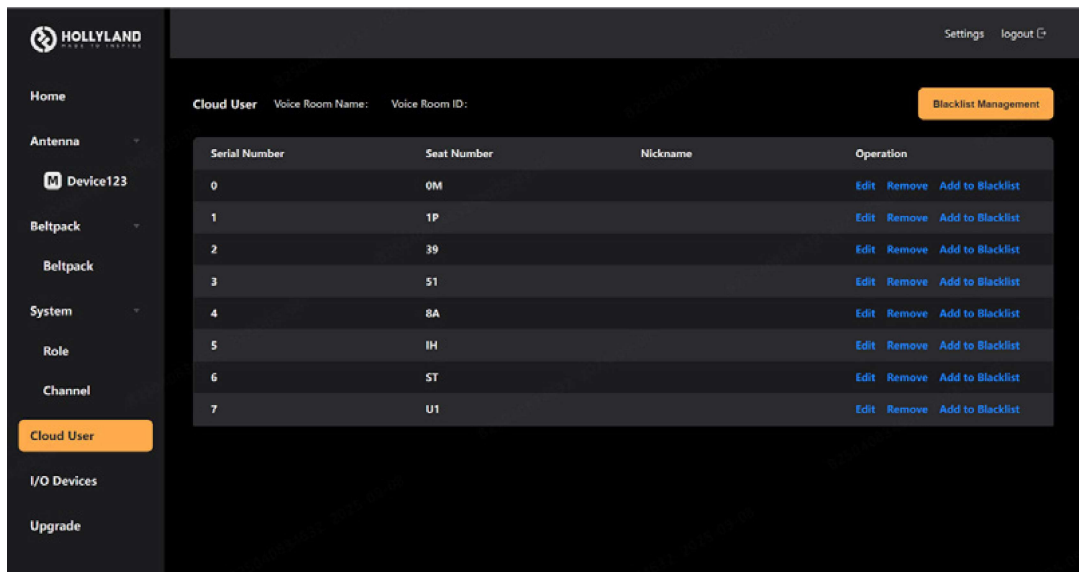 HOLLYLAND
MADE TO INSPIRE
Settings logout
Home
Antenna
M Device123
Beltpack
Beltpack
System
Role
Channel
Cloud User
I/O Devices
Upgrade
Cloud User Voice Room Name: Voice Room ID: Blacklist Management
Serial Number Seat Number Nickname Operation
0 0M Edit Remove Add to Blacklist
1 1P Edit Remove Add to Blacklist
2 39 Edit Remove Add to Blacklist
3 51 Edit Remove Add to Blacklist
4 8A Edit Remove Add to Blacklist
5 IH Edit Remove Add to Blacklist
6 ST Edit Remove Add to Blacklist
7 U1 Edit Remove Add to Blacklist